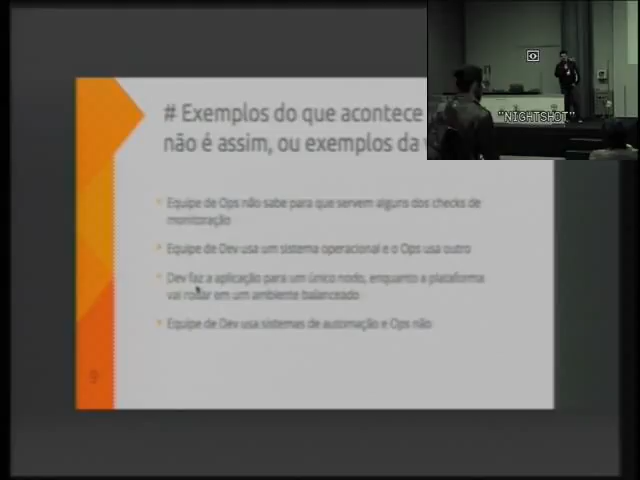 # Exemplos do que acontece
não é assim, ou exemplos da
Equipe de Ops não sabe para que servem alguns dos checks de
monitoração
Equipe de Dev usa um sistema operacional e o Ops usa outro
Dev faz a aplicação para um único nodo, enquanto a plataforma
vai rodar em um ambiente balanceado
Equipe de Dev usa sistemas de automação e Ops não
9
"NIGHTSHOT"